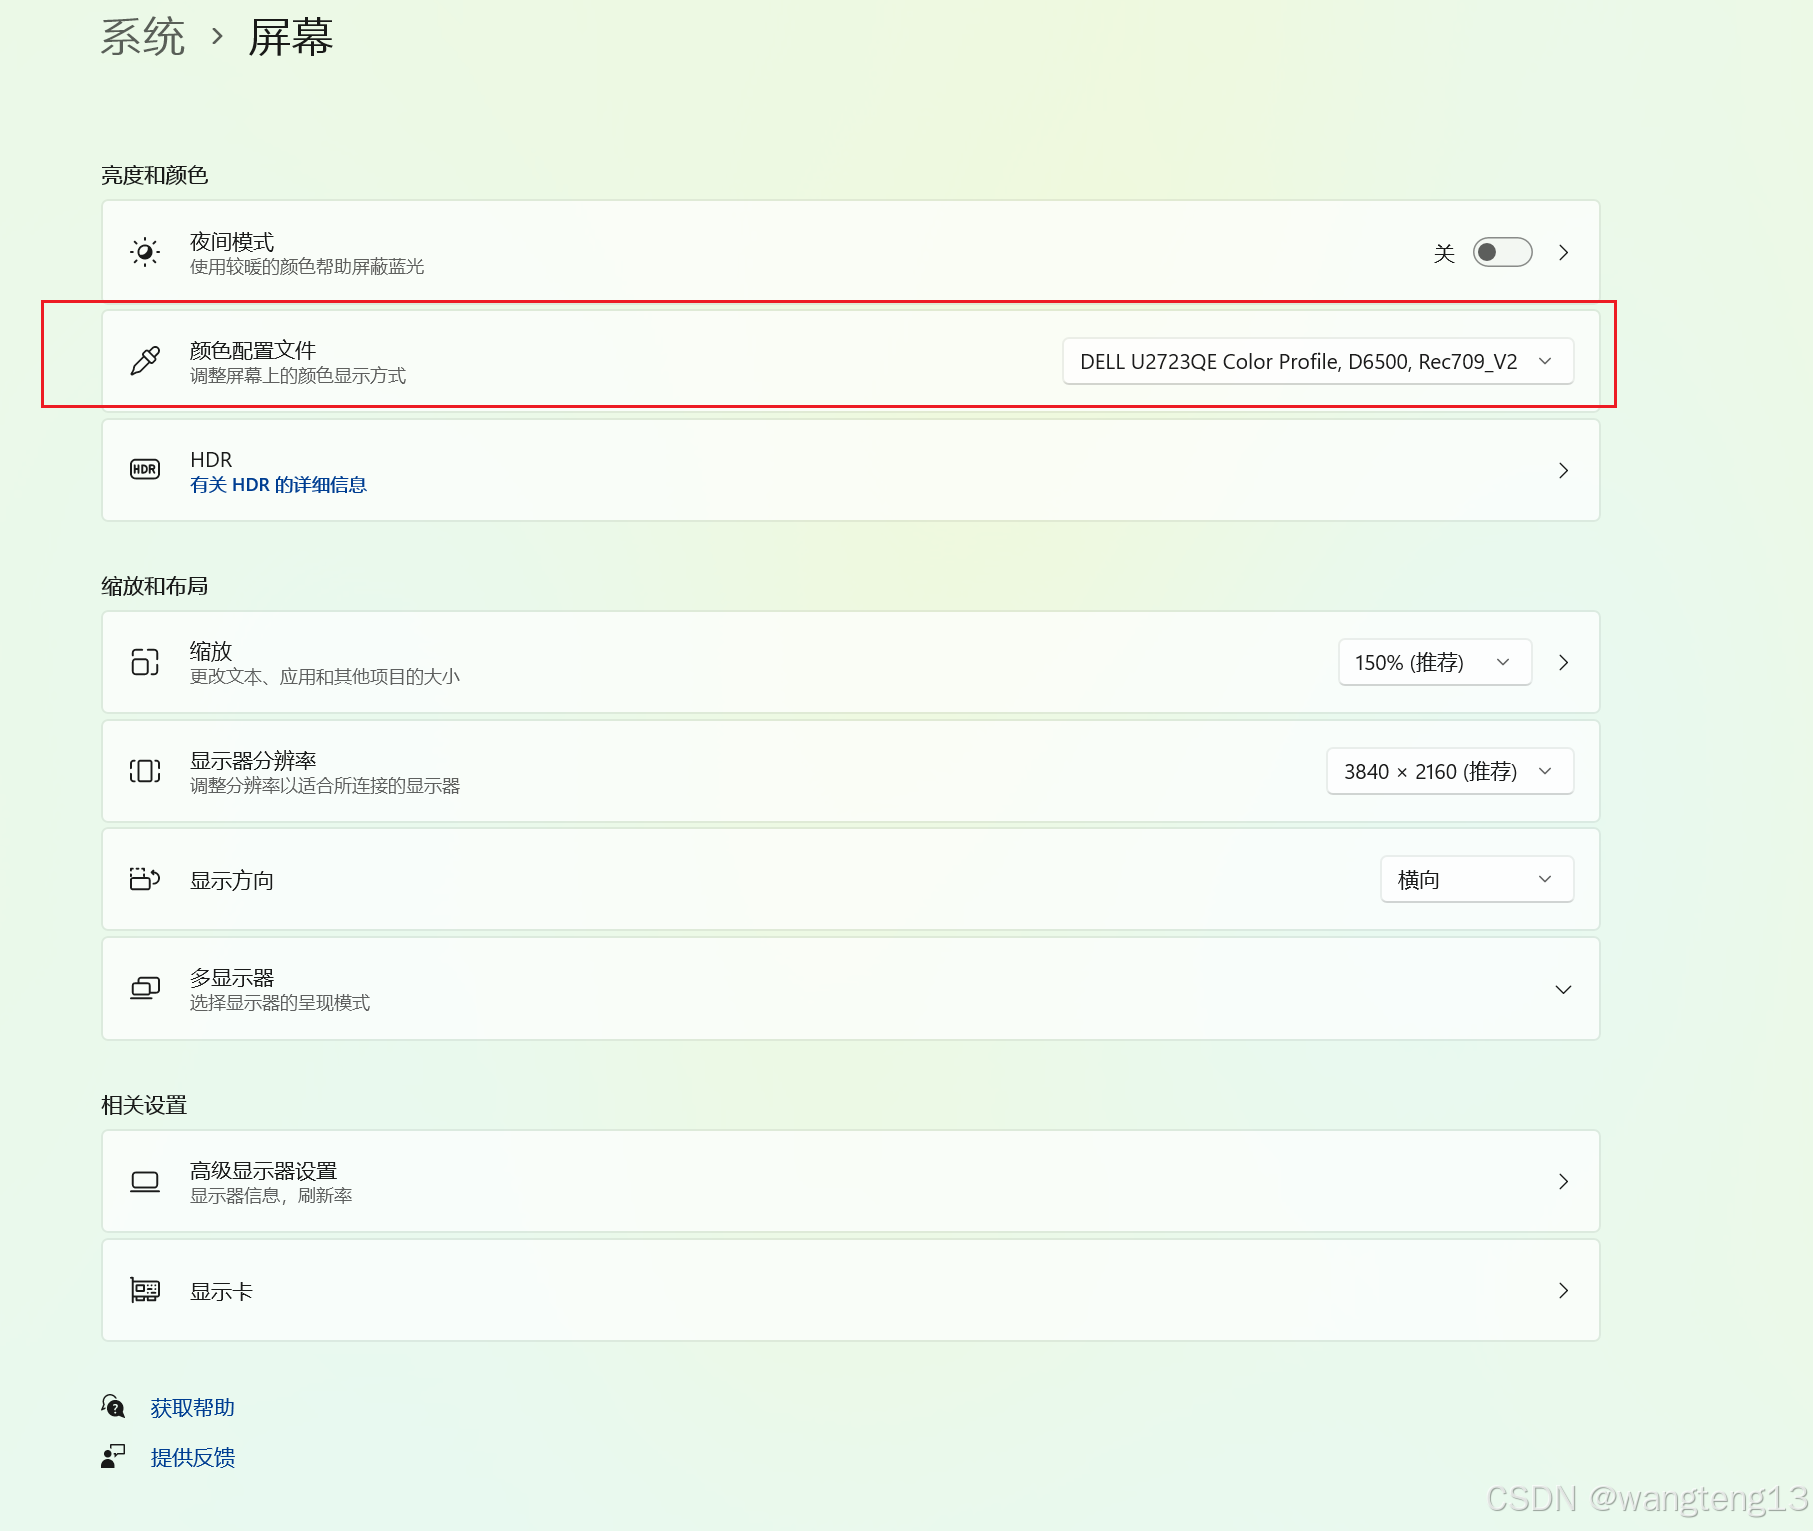 系统 › 屏幕
亮度和颜色
夜间模式
使用较暖的颜色帮助屏蔽蓝光
关
颜色配置文件
调整屏幕上的颜色显示方式
DELL U2723QE Color Profile, D6500, Rec709_V2
HDR
HDR
有关 HDR 的详细信息
缩放和布局
缩放
更改文本、应用和其他项目的大小
150% (推荐)
显示器分辨率
调整分辨率以适合所连接的显示器
3840 × 2160 (推荐)
显示方向
横向
多显示器
选择显示器的呈现模式
相关设置
高级显示器设置
显示器信息，刷新率
显示卡
获取帮助
提供反馈
CSDN @wangteng13